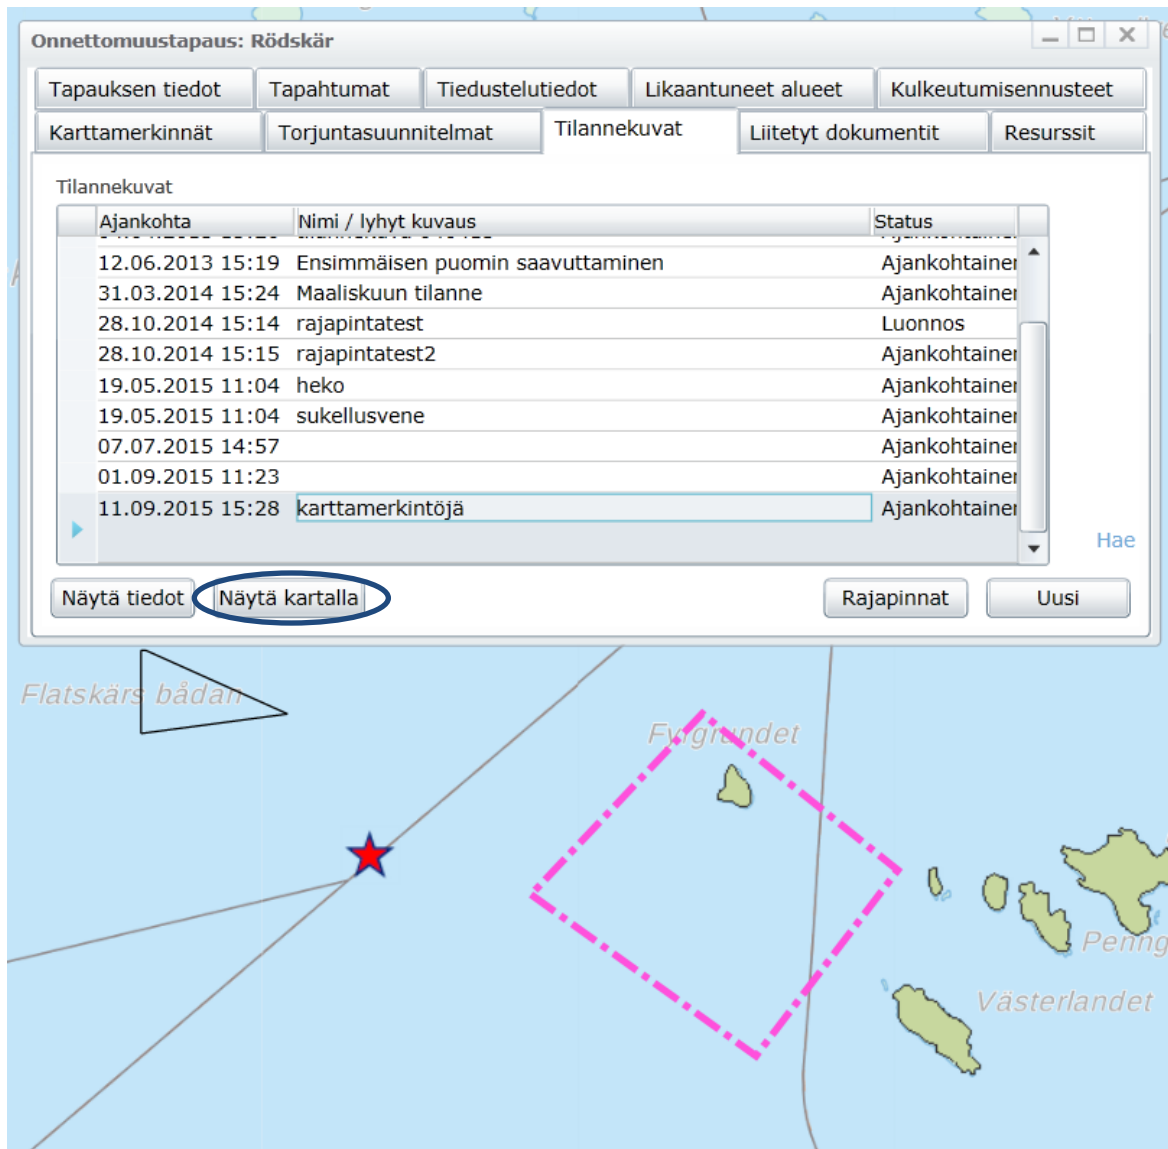 Onnettomuustapaus: Rödskär
Tapauksen tiedot Tapahtumat Tiedustelutiedot Likaantuneet alueet Kulkeutumisennusteet
Karttamerkinnät Torjuntasuunnitelmat Tilannekuvat Liitetyt dokumentit Resurssit
Tilannekuvat
Ajankohta Nimi / lyhyt kuvaus Status
12.06.2013 15:19 Ensimmäisen puomin saavuttaminen Ajankohtainen
31.03.2014 15:24 Maaliskuun tilanne Ajankohtainen
28.10.2014 15:14 rajapintatest Luonnos
28.10.2014 15:15 rajapintatest2 Ajankohtainen
19.05.2015 11:04 heko Ajankohtainen
19.05.2015 11:04 sukellusvene Ajankohtainen
07.07.2015 14:57 Ajankohtainen
01.09.2015 11:23 Ajankohtainen
11.09.2015 15:28 karttamerkintöjä Ajankohtainen
Hae
Näytä tiedot Näytä kartalla Rajapinnat Uusi
Flatskärs bådan
Fyrgrundet
Penng
Västerlandet